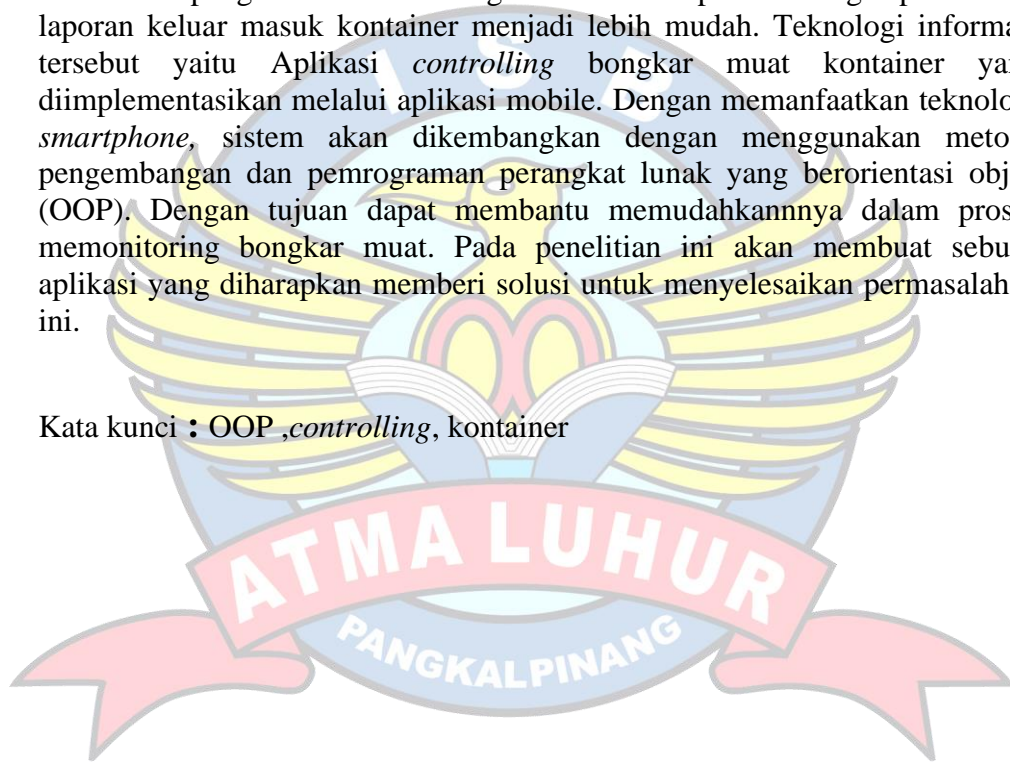 laporan keluar masuk kontainer menjadi lebih mudah. Teknologi informa
tersebut yaitu Aplikasi controlling bongkar muat kontainer yan
diimplementasikan melalui aplikasi mobile. Dengan memanfaatkan teknolo
smartphone, sistem akan dikembangkan dengan menggunakan meto
pengembangan dan pemrograman perangkat lunak yang berorientasi obj
(OOP). Dengan tujuan dapat membantu memudahkannnya dalam pros
memonitoring bongkar muat. Pada penelitian ini akan membuat sebu
aplikasi yang diharapkan memberi solusi untuk menyelesaikan permasalah
ini.
Kata kunci : OOP ,controlling, kontainer
I S B
ATMA LUHUR
PANGKALPINANG